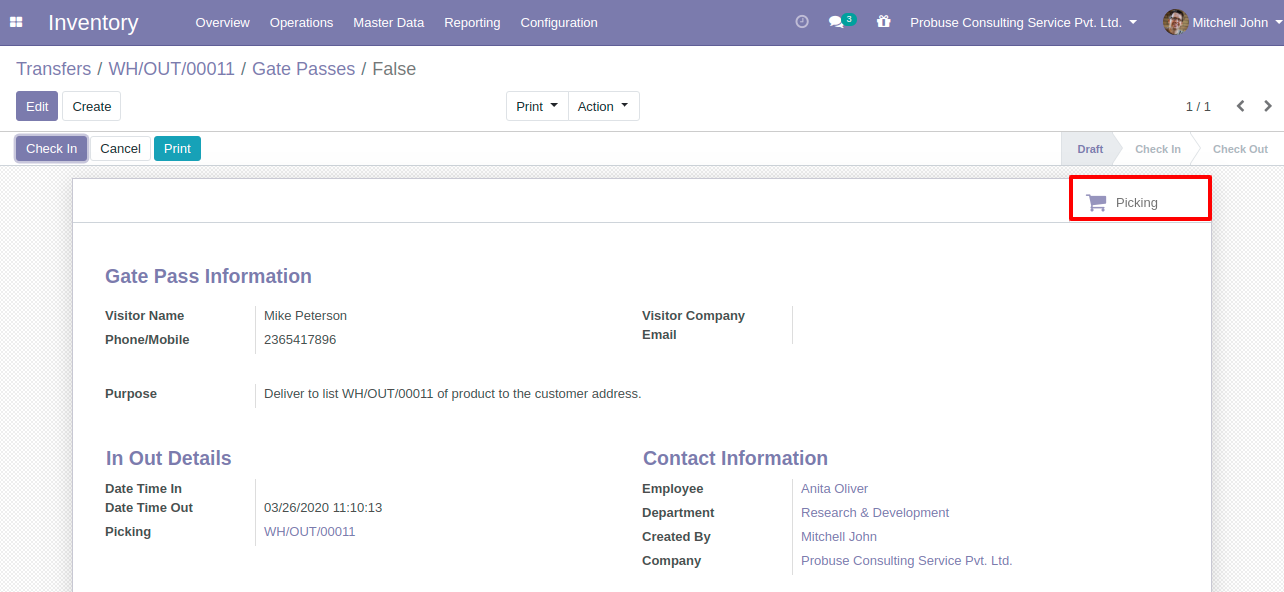 Inventory Overview Operations Master Data Reporting Configuration 3 Probuse Consulting Service Pvt. Ltd. Mitchell John
Transfers / WH/OUT/00011 / Gate Passes / False
Edit Create Print Action 1 / 1
Check In Cancel Print Draft Check In Check Out
Picking
Gate Pass Information
Visitor Name Mike Peterson Visitor Company
Phone/Mobile 2365417896 Email
Purpose Deliver to list WH/OUT/00011 of product to the customer address.
In Out Details Contact Information
Date Time In Employee Anita Oliver
Date Time Out 03/26/2020 11:10:13 Department Research & Development
Picking WH/OUT/00011 Created By Mitchell John
Company Probuse Consulting Service Pvt. Ltd.